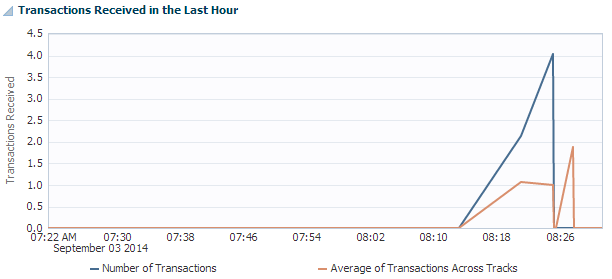 Transactions Received in the Last Hour
4.5
4.0
3.5
3.0
2.5
2.0
1.5
1.0
0.5
0.0
Transactions Received
07:22 AM 07:30 07:38 07:46 07:54 08:02 08:10 08:18 08:26
September 03 2014
Number of Transactions Average of Transactions Across Tracks